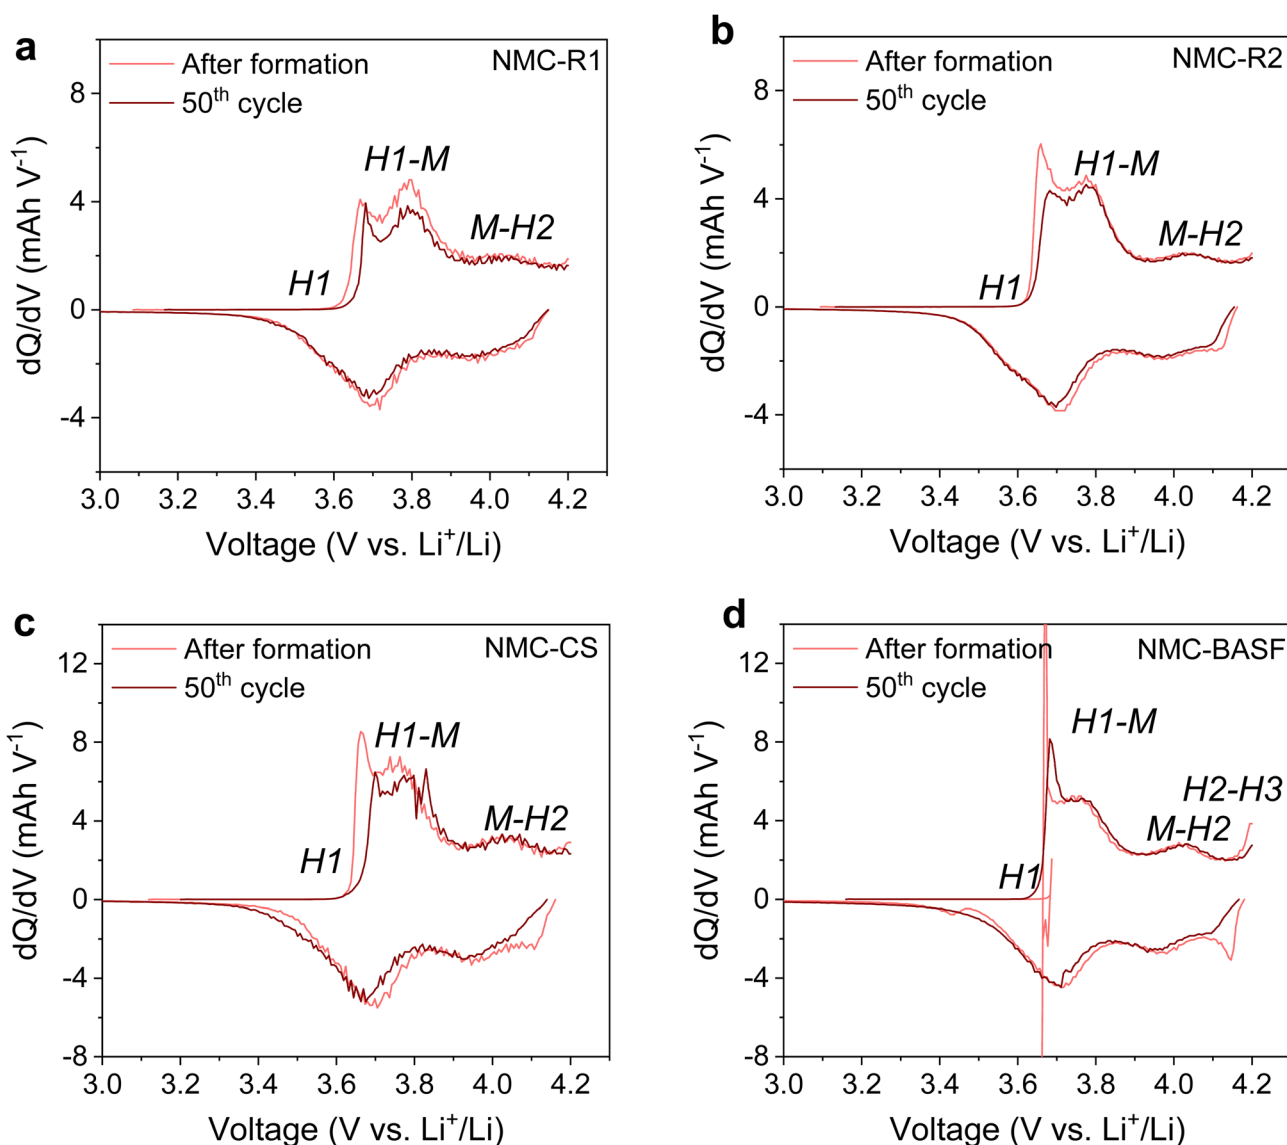 a
NMC-R1
After formation
50th cycle
H1-M
M-H2
H1
8
4
0
-4
dQ/dV (mAh V-1)
3.0 3.2 3.4 3.6 3.8 4.0 4.2
Voltage (V vs. Li+/Li)
b
NMC-R2
After formation
50th cycle
H1-M
M-H2
H1
8
4
0
-4
dQ/dV (mAh V-1)
3.0 3.2 3.4 3.6 3.8 4.0 4.2
Voltage (V vs. Li+/Li)
c
NMC-CS
After formation
50th cycle
H1-M
M-H2
H1
12
8
4
0
-4
-8
dQ/dV (mAh V-1)
3.0 3.2 3.4 3.6 3.8 4.0 4.2
Voltage (V vs. Li+/Li)
d
NMC-BASF
After formation
50th cycle
H1-M
H2-H3
M-H2
H1
12
8
4
0
-4
-8
dQ/dV (mAh V-1)
3.0 3.2 3.4 3.6 3.8 4.0 4.2
Voltage (V vs. Li+/Li)